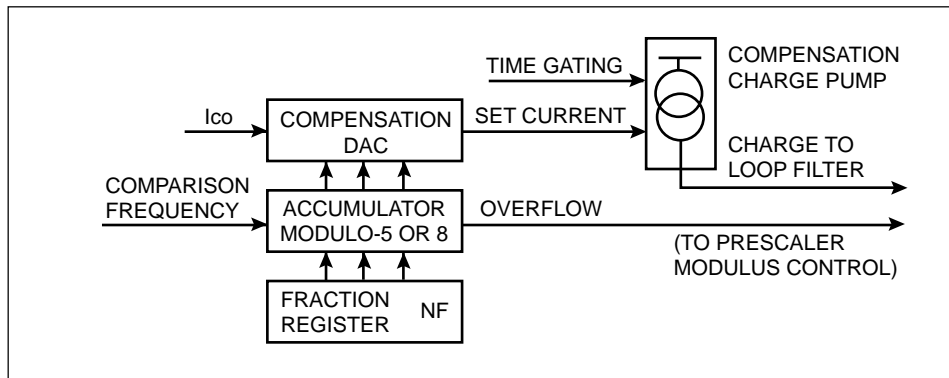 TIME GATING
COMPENSATION
CHARGE PUMP
Ico
COMPENSATION
DAC
SET CURRENT
CHARGE TO
LOOP FILTER
COMPARISON
FREQUENCY
ACCUMULATOR
MODULO-5 OR 8
OVERFLOW
(TO PRESCALER
MODULUS CONTROL)
FRACTION
REGISTER NF